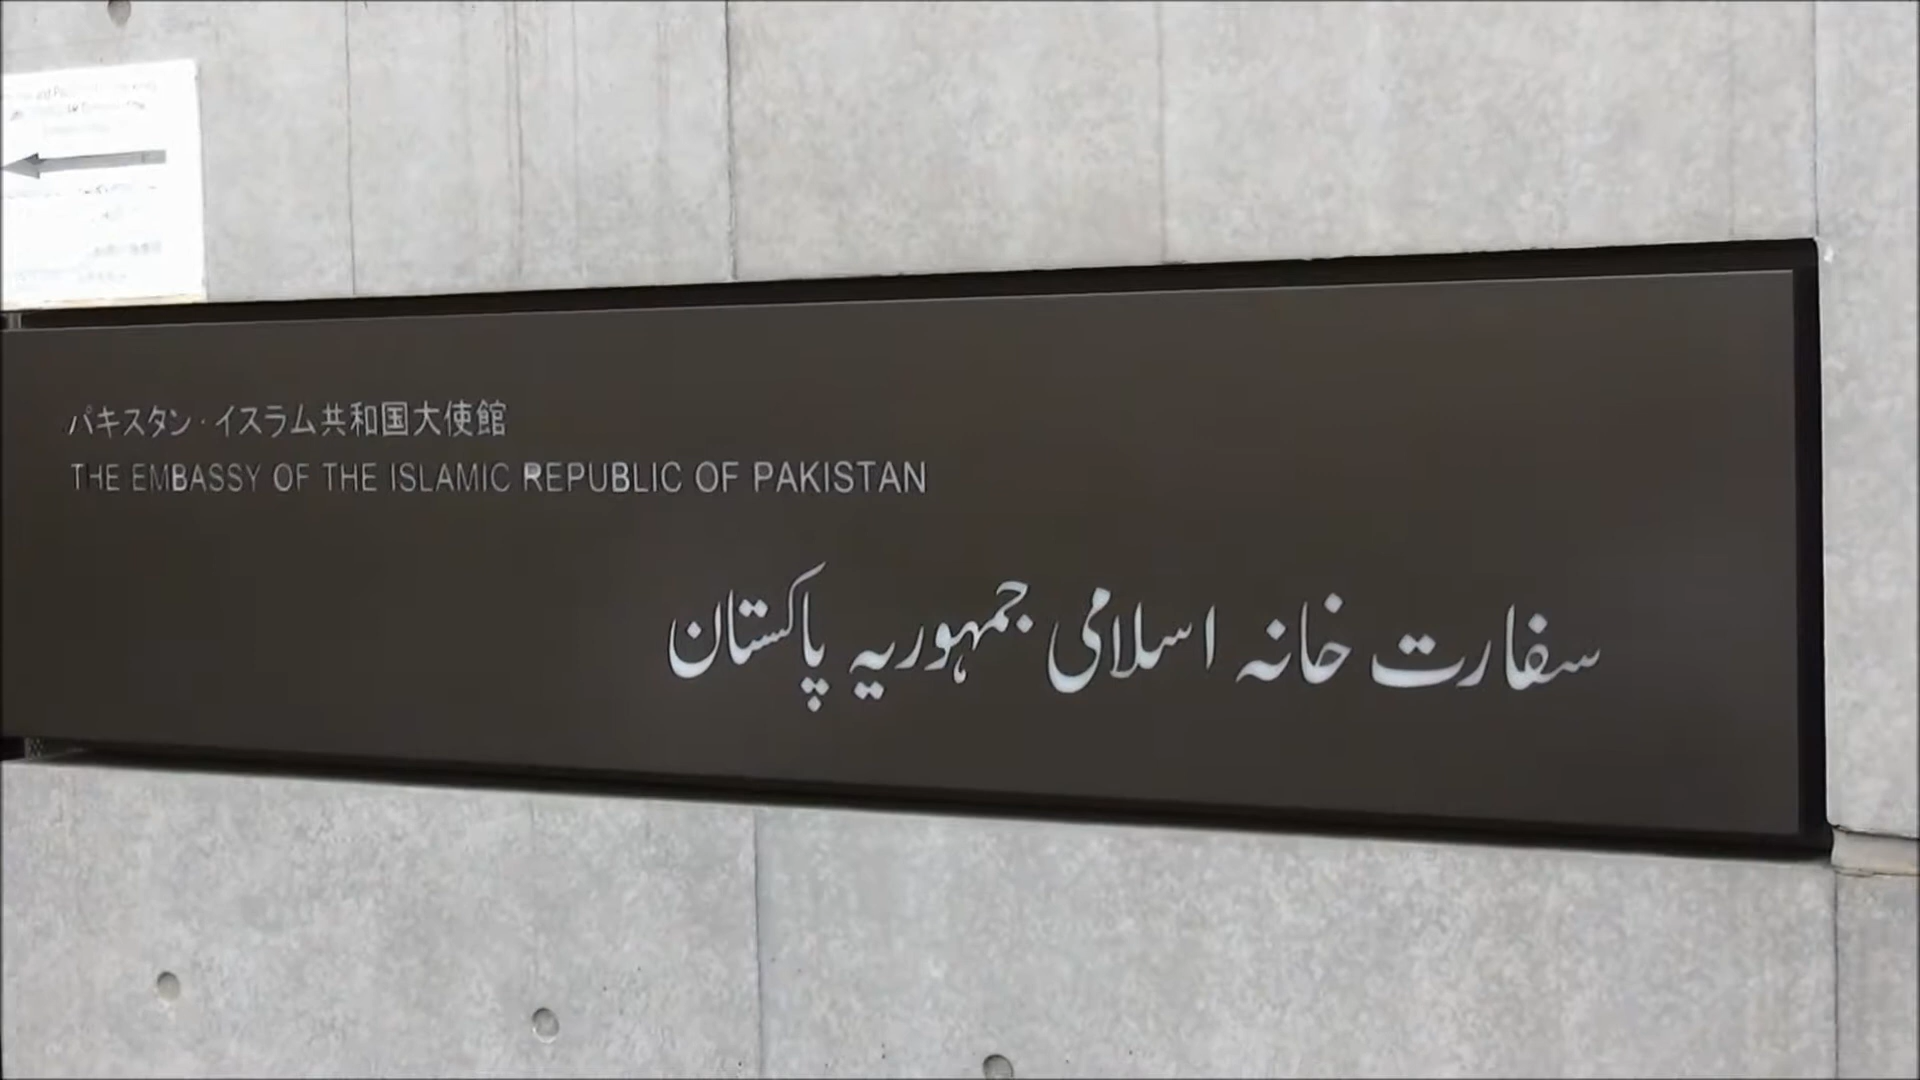 パキスタン・イスラム共和国大使館
THE EMBASSY OF THE ISLAMIC REPUBLIC OF PAKISTAN
سفارت خانہ اسلامی جمہوریہ پاکستان